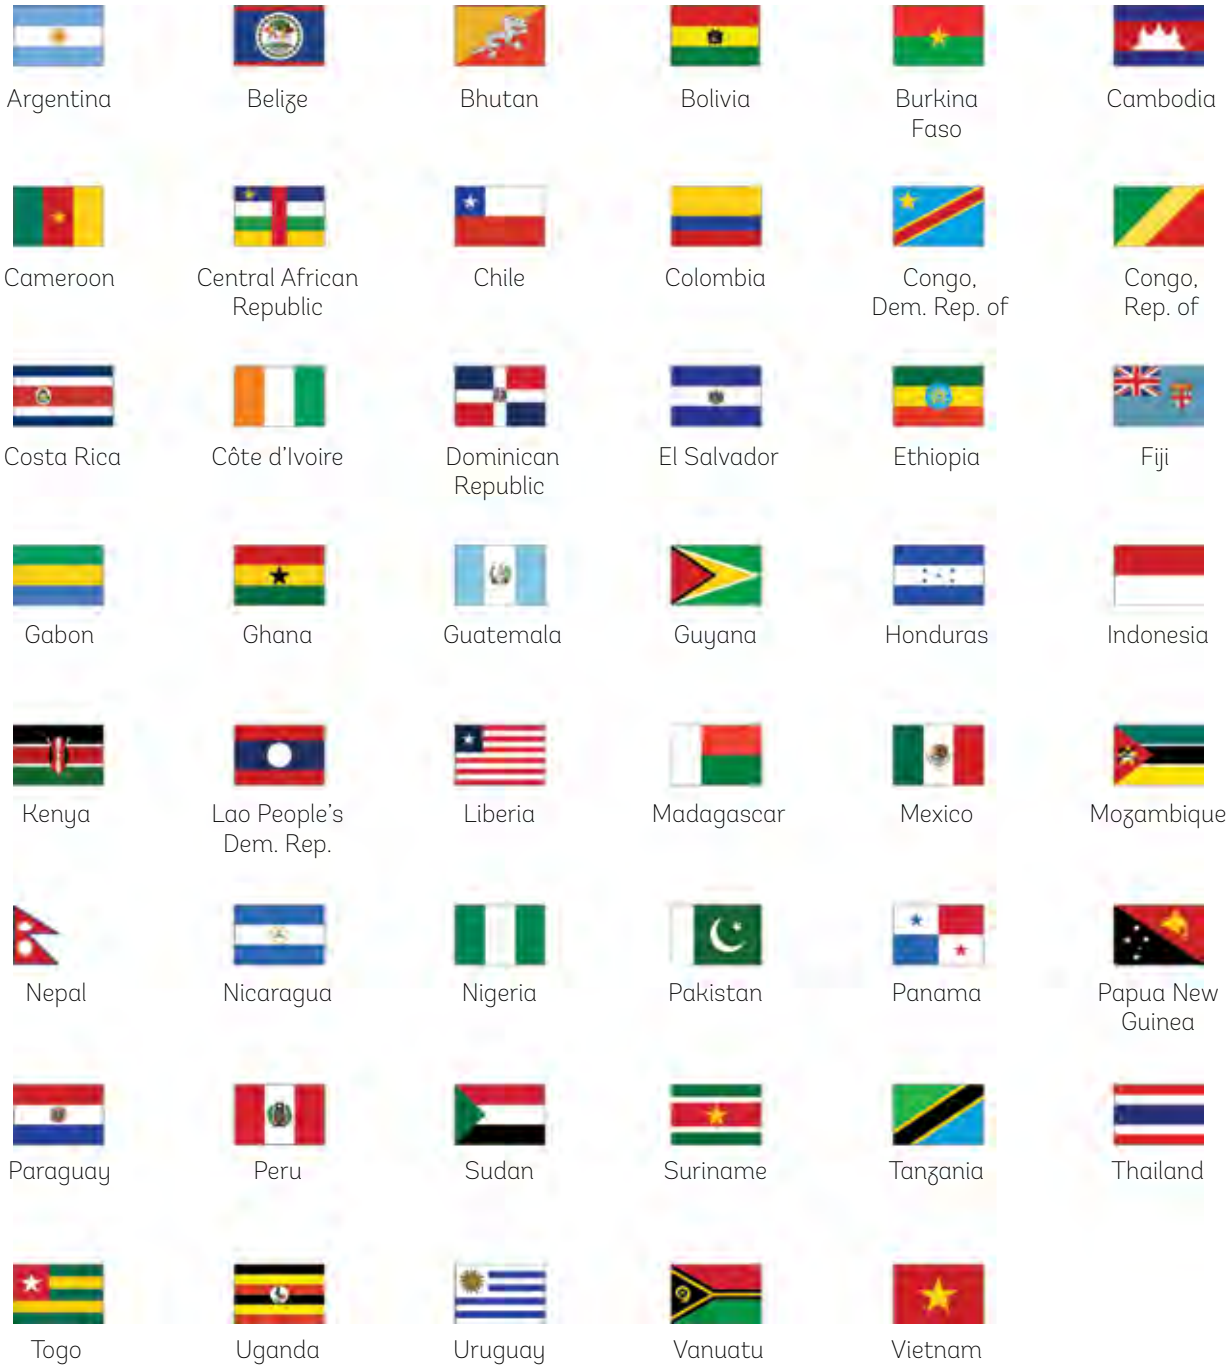 Argentina
Belize
Bhutan
Bolivia
Burkina
Faso
Cambodia
Cameroon
Central African
Republic
Chile
Colombia
Congo,
Dem. Rep. of
Congo,
Rep. of
Costa Rica
Côte d’Ivoire
Dominican
Republic
El Salvador
Ethiopia
Fiji
Gabon
Ghana
Guatemala
Guyana
Honduras
Indonesia
Kenya
Lao People’s
Dem. Rep.
Liberia
Madagascar
Mexico
Mozambique
Nepal
Nicaragua
Nigeria
Pakistan
Panama
Papua New
Guinea
Paraguay
Peru
Sudan
Suriname
Tanzania
Thailand
Togo
Uganda
Uruguay
Vanuatu
Vietnam